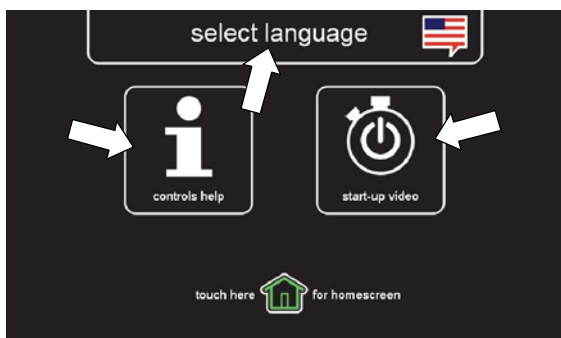 select language
controls help
start-up video
touch here for homescreen